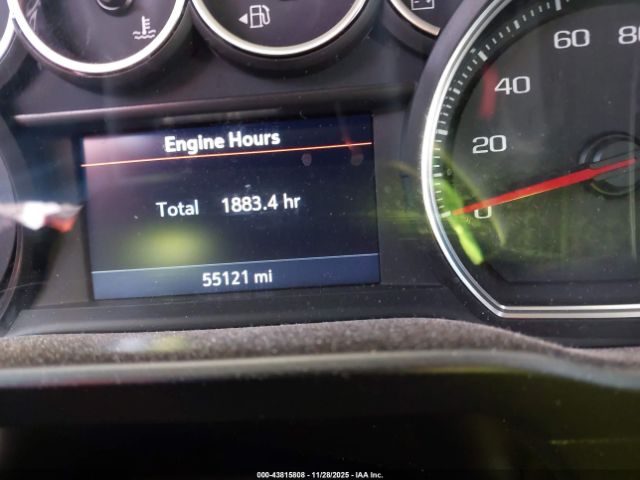 Engine Hours
Total 1883.4 hr
55121 mi
0
20
40
60
80
000-43815808 - 11/28/2025 - IAA Inc.